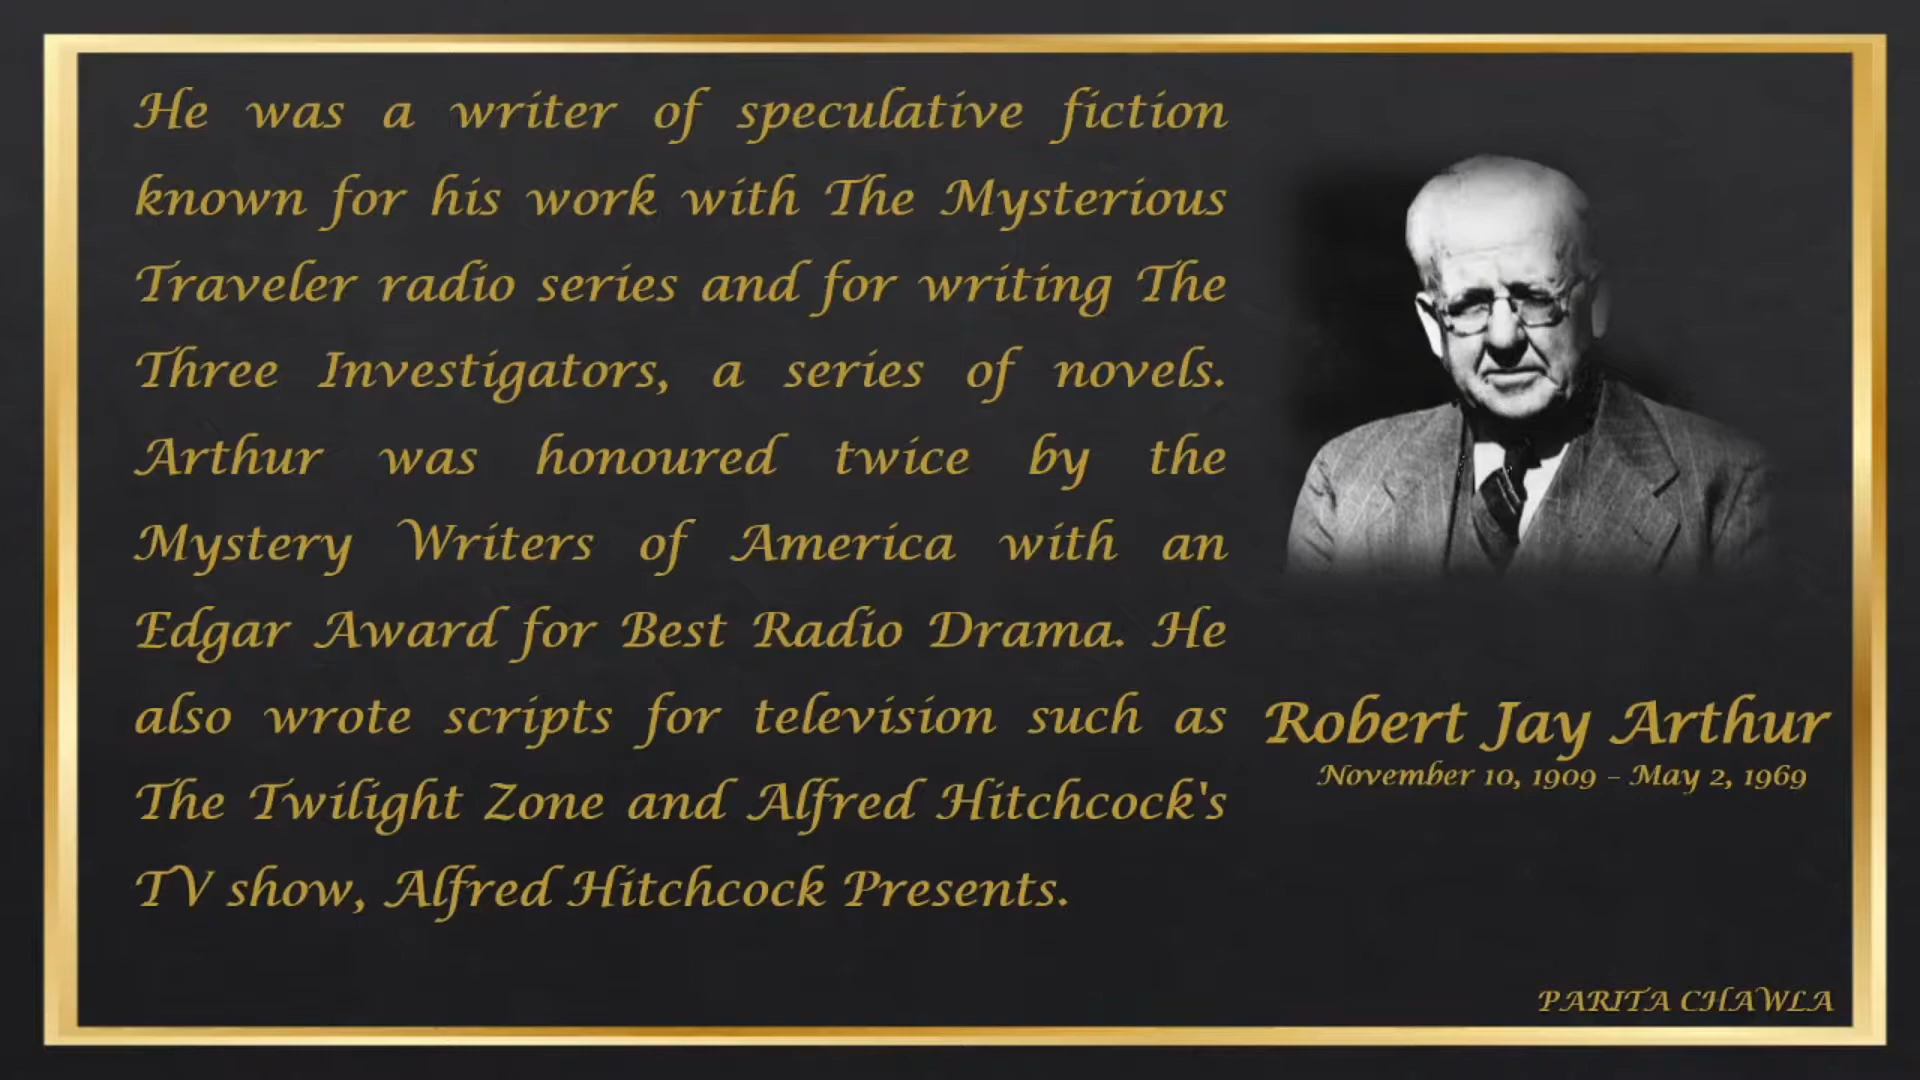 He was a writer of speculative fiction
known for his work with The Mysterious
Traveler radio series and for writing The
Three Investigators, a series of novels.
Arthur was honoured twice by the
Mystery Writers of America with an
Edgar Award for Best Radio Drama. He
also wrote scripts for television such as
The Twilight Zone and Alfred Hitchcock's
TV show, Alfred Hitchcock Presents.
Robert Jay Arthur
November 10, 1909 – May 2, 1969
PARITA CHAWLA